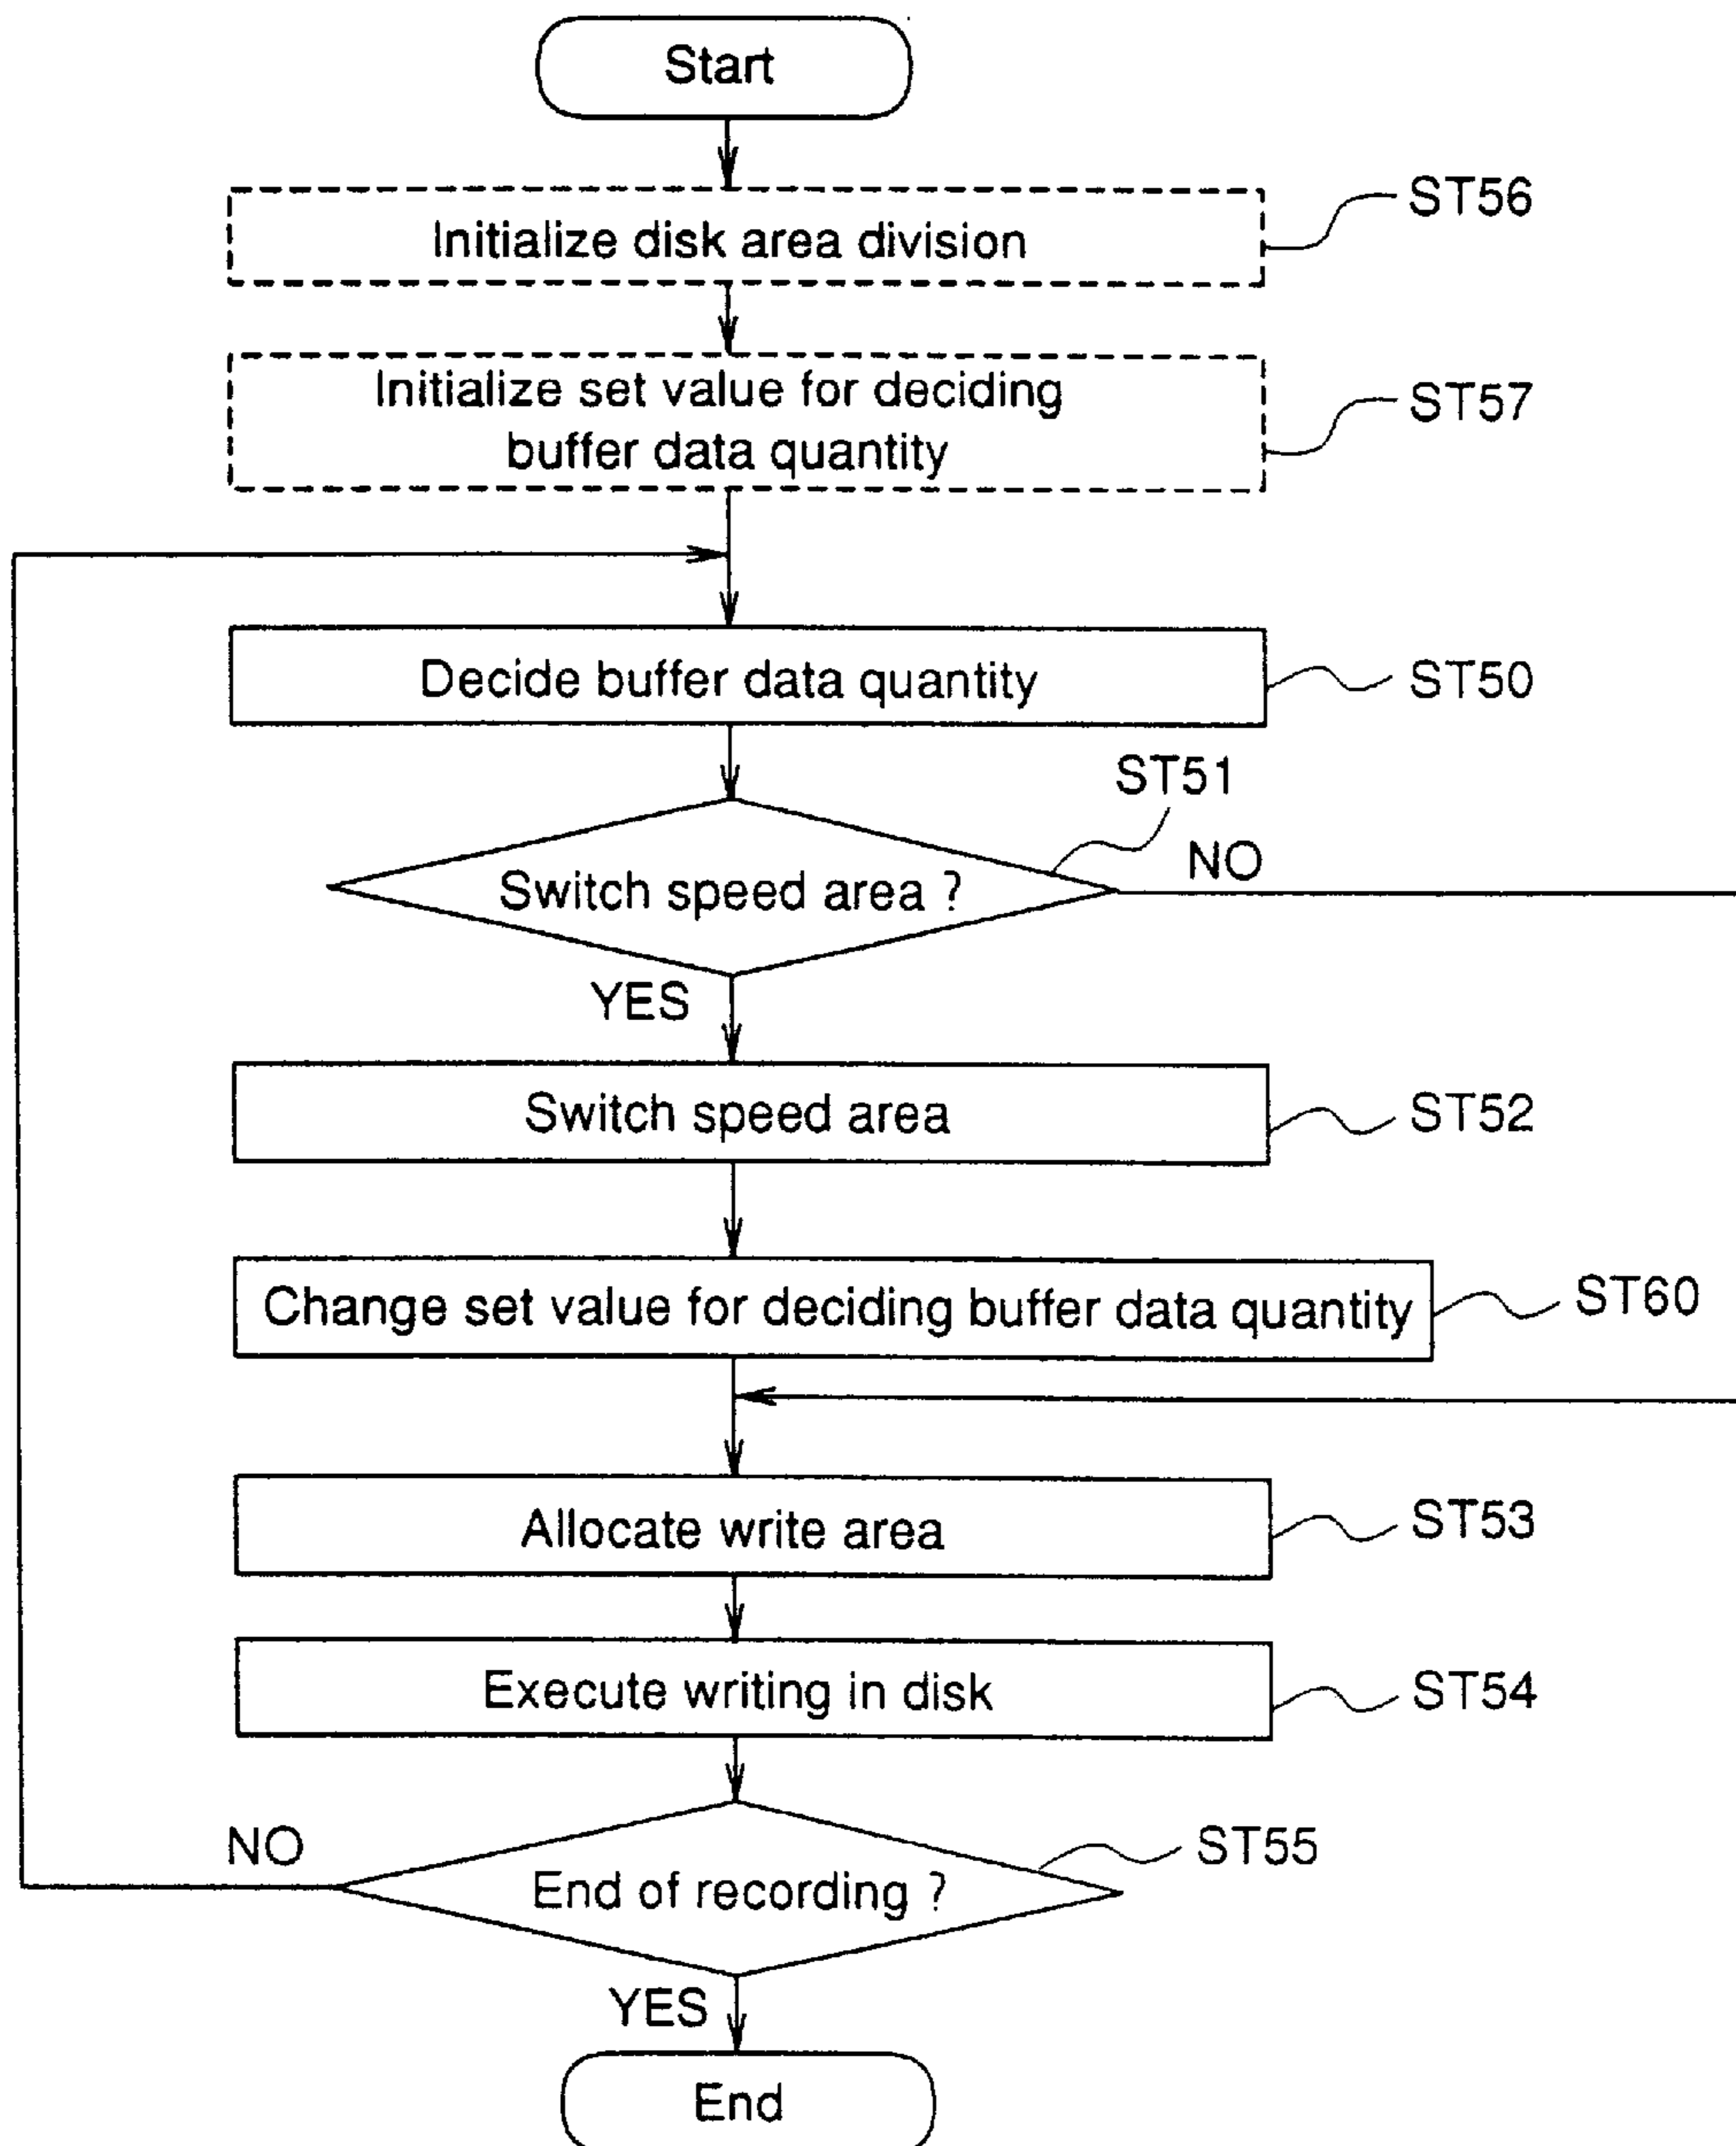 Start
Initialize disk area division
ST56
Initialize set value for deciding
buffer data quantity
ST57
Decide buffer data quantity
ST50
ST51
Switch speed area ?
NO
YES
Switch speed area
ST52
Change set value for deciding buffer data quantity
ST60
Allocate write area
ST53
Execute writing in disk
ST54
NO
End of recording ?
ST55
YES
End